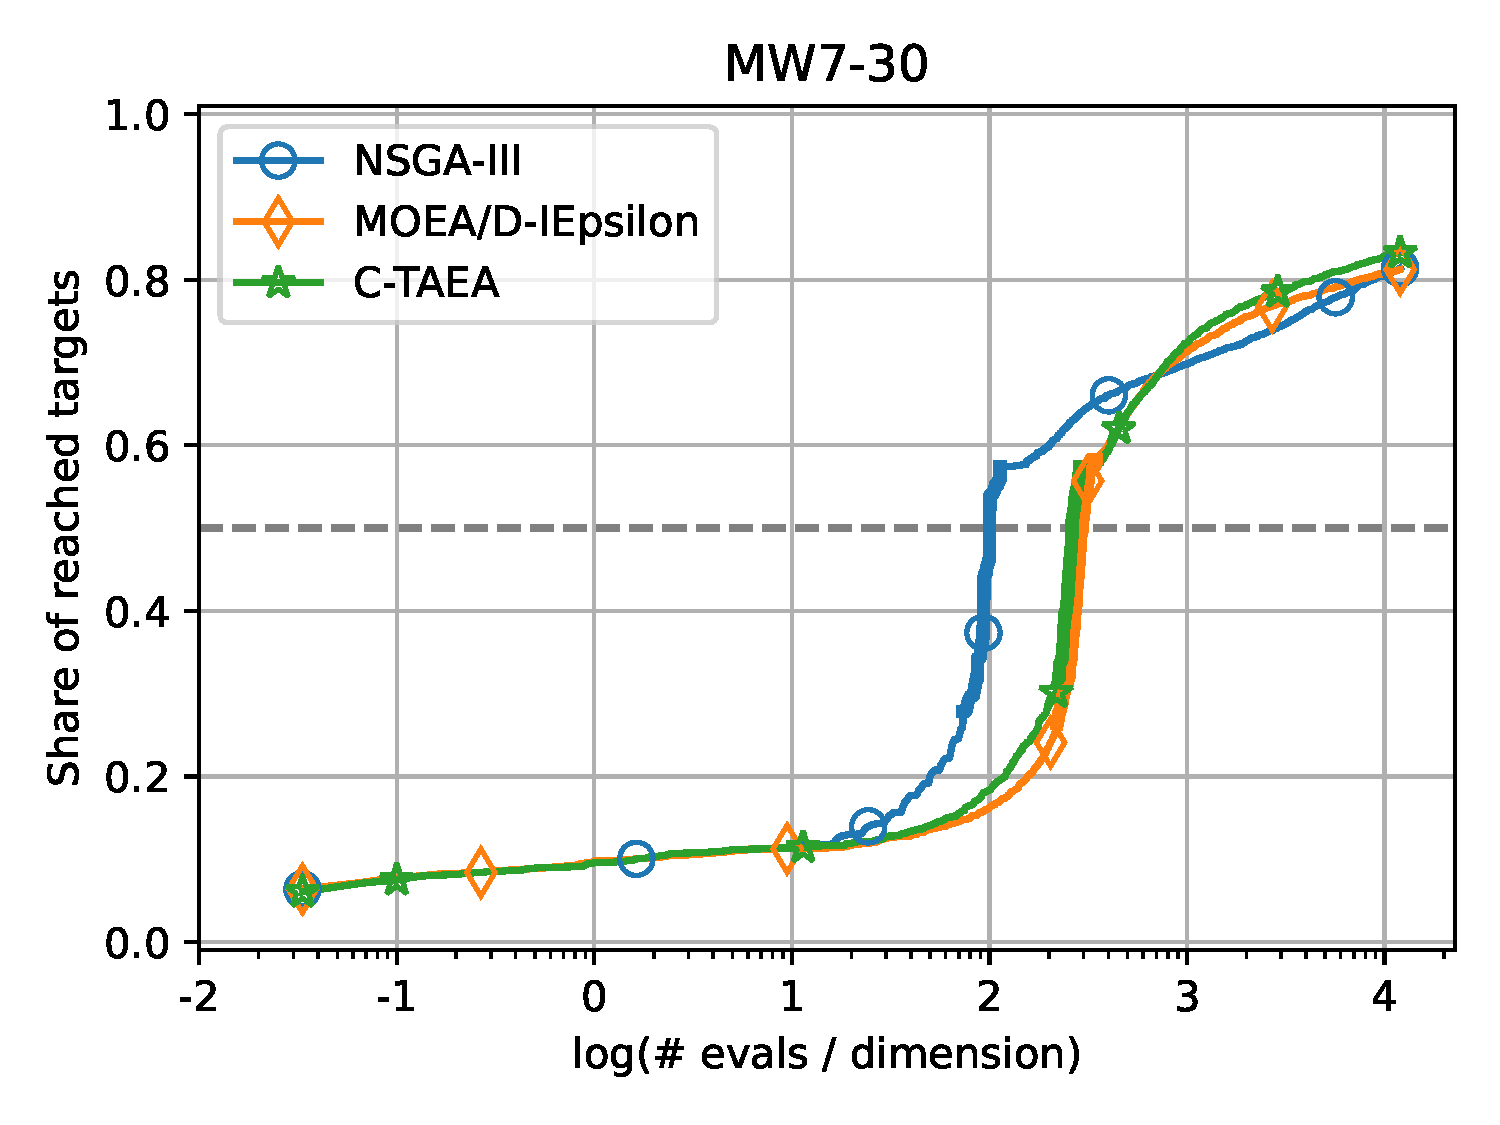 MW7-30
1.0
0.8
0.6
0.4
0.2
0.0
Share of reached targets
NSGA-III
MOEA/D-IEpsilon
C-TAEA
-2 -1 0 1 2 3 4
log(# evals / dimension)